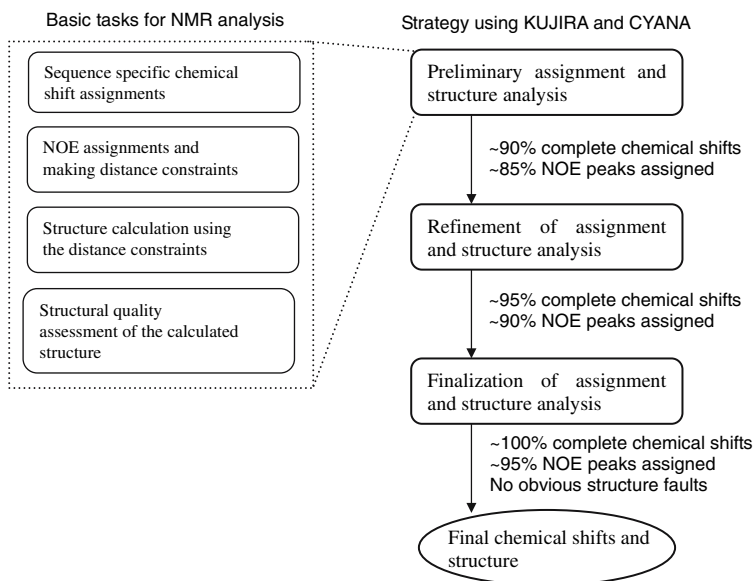 Basic tasks for NMR analysis
Sequence specific chemical
shift assignments
NOE assignments and
making distance constraints
Structure calculation using
the distance constraints
Structural quality
assessment of the calculated
structure
Strategy using KUJIRA and CYANA
Preliminary assignment and
structure analysis
~90% complete chemical shifts
~85% NOE peaks assigned
Refinement of assignment
and structure analysis
~95% complete chemical shifts
~90% NOE peaks assigned
Finalization of assignment
and structure analysis
~100% complete chemical shifts
~95% NOE peaks assigned
No obvious structure faults
Final chemical shifts and
structure